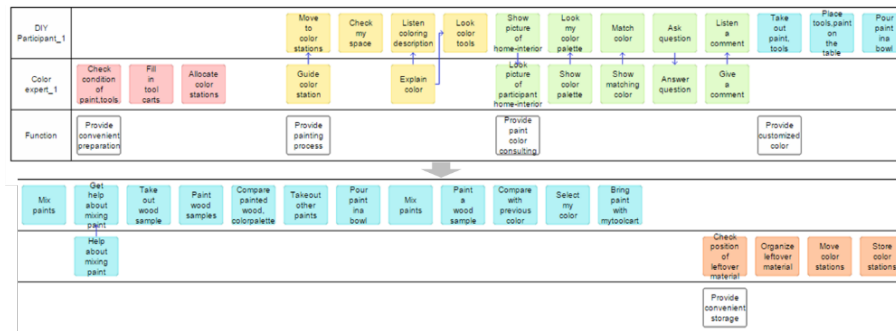 DIY
Participant_1
Move
to
color
stations
Check
my
space
Listen
coloring
description
Look
color
tools
Show
picture
of
home-interior
Look
my
color
palette
Match
color
Ask
question
Listen
a
comment
Take
out
paint,
tools
Place
tools,paint
on
the
table
Pour
paint
ina
bowl
Color
expert_1
Check
condition
of
paint,tools
Fill
in
tool
carts
Allocate
color
stations
Guide
color
station
Explain
color
Look
picture
of
participant
home-interior
Show
color
palette
Show
matching
color
Answer
question
Give
a
comment
Function
Provide
convenient
preparation
Provide
painting
process
Provide
paint
color
consulting
Provide
customized
color
Mix
paints
Get
help
about
mixing
paint
Take
out
wood
sample
Paint
wood
samples
Compare
painted
wood,
colorpalette
Takeout
other
paints
Pour
paint
ina
bowl
Mix
paints
Paint
a
wood
sample
Compare
with
previous
color
Select
my
color
Bring
paint
with
mytoolcart
Help
about
mixing
paint
Check
position
of
leftover
material
Organize
leftover
material
Move
color
stations
Store
color
stations
Provide
convenient
storage